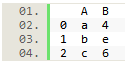 01.    A  B
02. 0  a  4
03. 1  b  e
04. 2  c  6